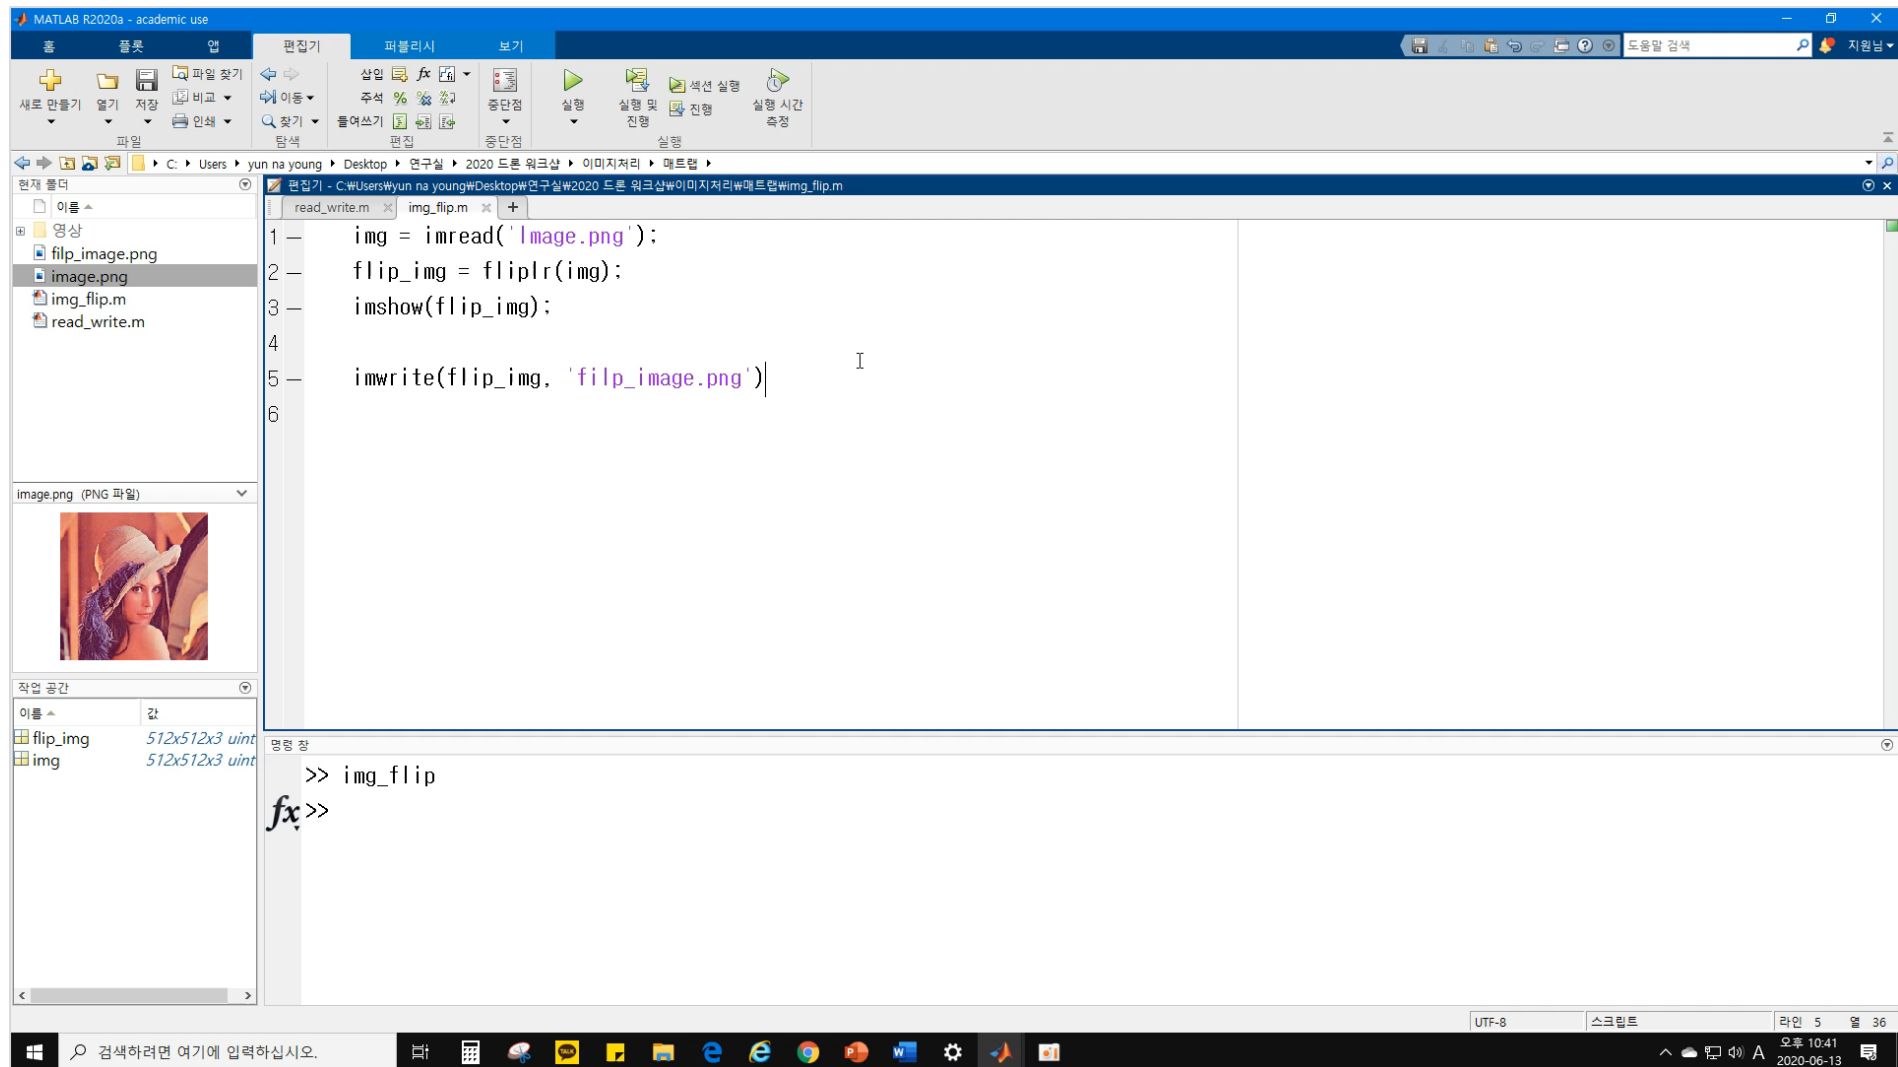 MATLAB R2020a - academic use
홈 플롯 앱 편집기 퍼블리시 보기
도움말 검색
지원님
새로 만들기 열기 저장 파일 찾기 비교 인쇄
파일
이동 찾기
탐색
삽입 fx
주석
들여쓰기
편집
중단점
중단점
실행 실행 및 진행 섹션 실행 진행 실행 시간 측정
실행
C: Users yun na young Desktop 연구실 2020 드론 워크샵 이미지처리 매트랩
현재 폴더
이름
영상
filp_image.png
image.png
img_flip.m
read_write.m
image.png (PNG 파일)
작업 공간
이름 값
flip_img 512x512x3 uint
img 512x512x3 uint
편집기 - C:₩Users₩yun na young₩Desktop₩연구실₩2020 드론 워크샵₩이미지처리₩매트랩₩img_flip.m
read_write.m img_flip.m +
1 img = imread('Image.png');
2 flip_img = fliplr(img);
3 imshow(flip_img);
4
5 imwrite(flip_img, 'filp_image.png')
6
명령 창
>> img_flip
fx >>
UTF-8 스크립트 라인 5 열 36
검색하려면 여기에 입력하십시오.
TALK
A
오후 10:41
2020-06-13